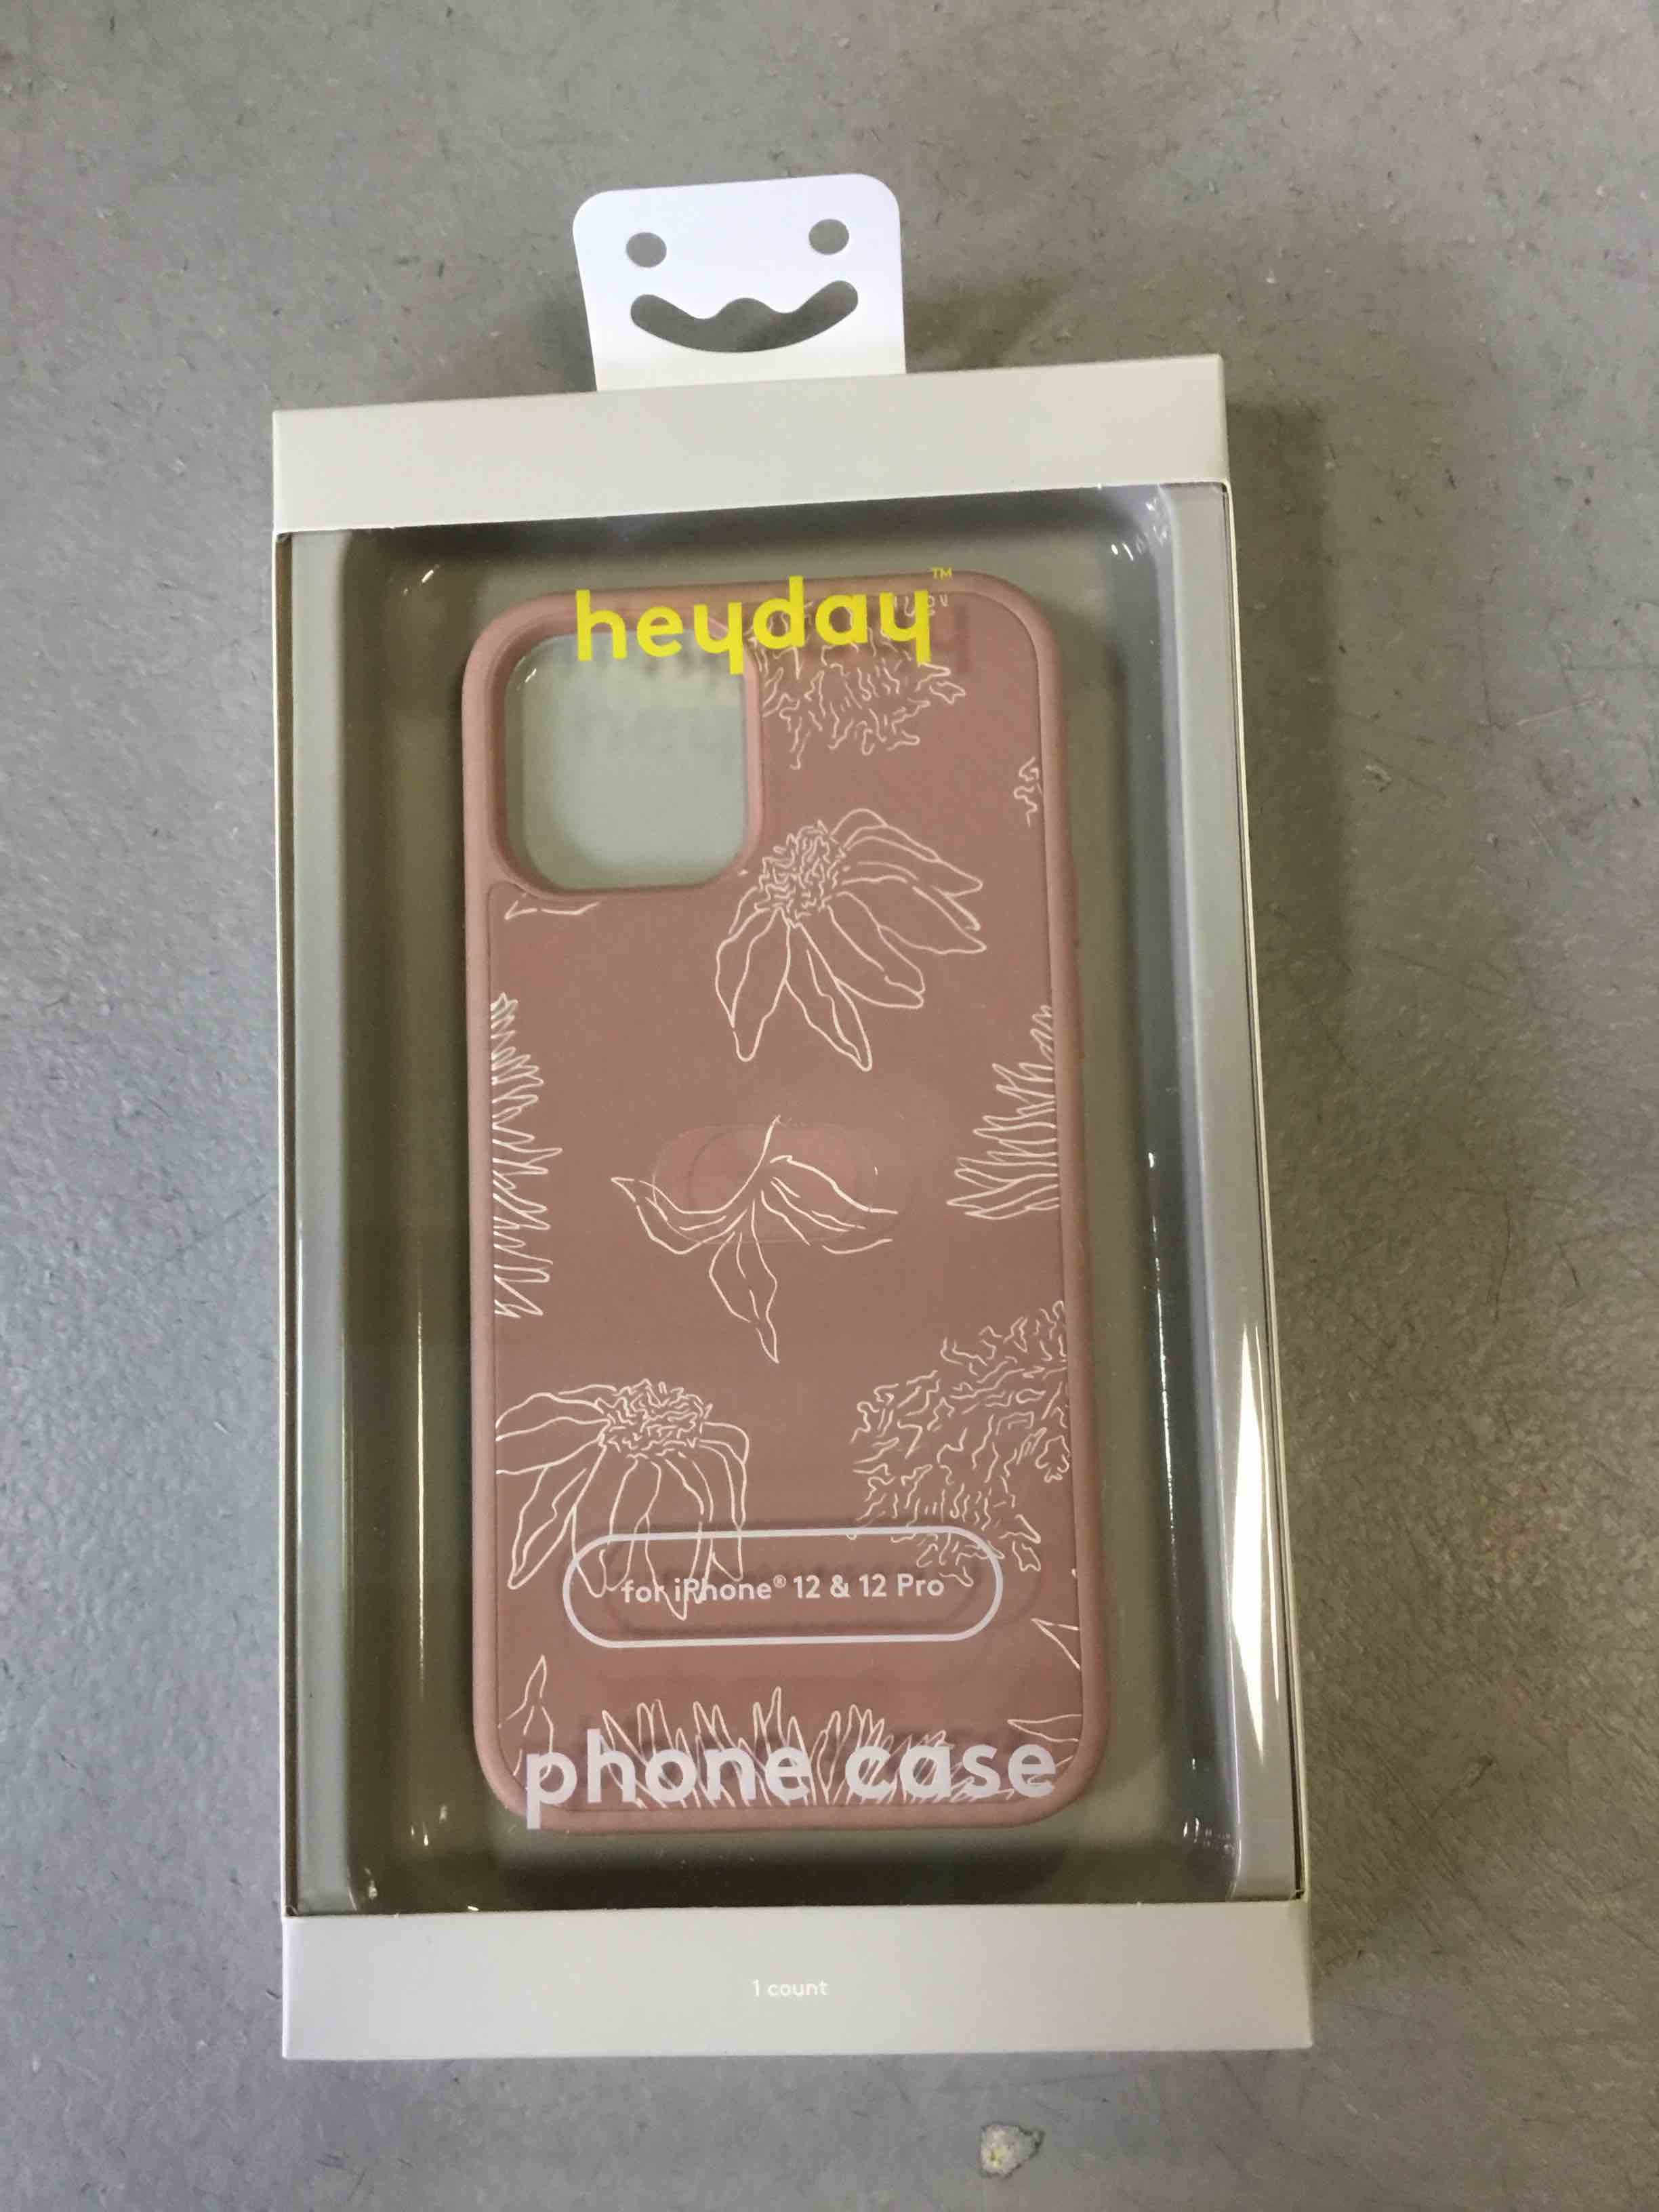 heyday™
for iPhone® 12 & 12 Pro
phone case
1 count